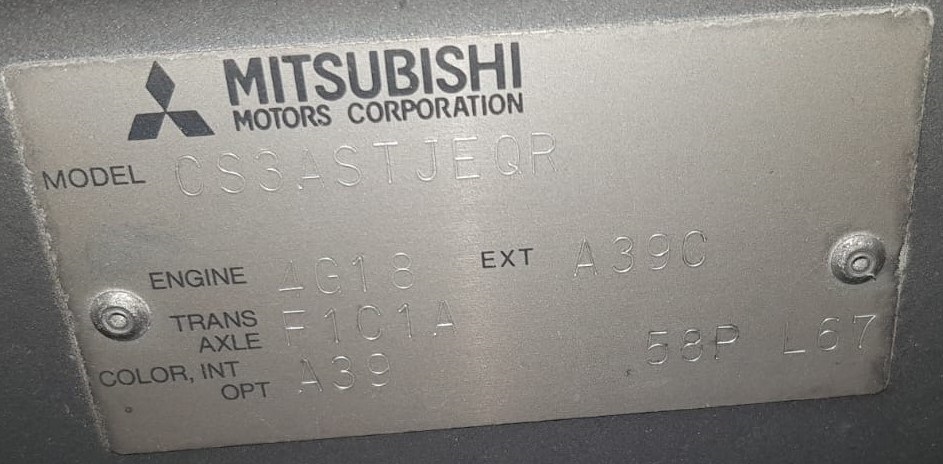 MITSUBISHI
MOTORS CORPORATION
MODEL CS3ASTJEQR
ENGINE 4G18 EXT A39C
TRANS AXLE F1C1A
COLOR, INT OPT A39 58P L67